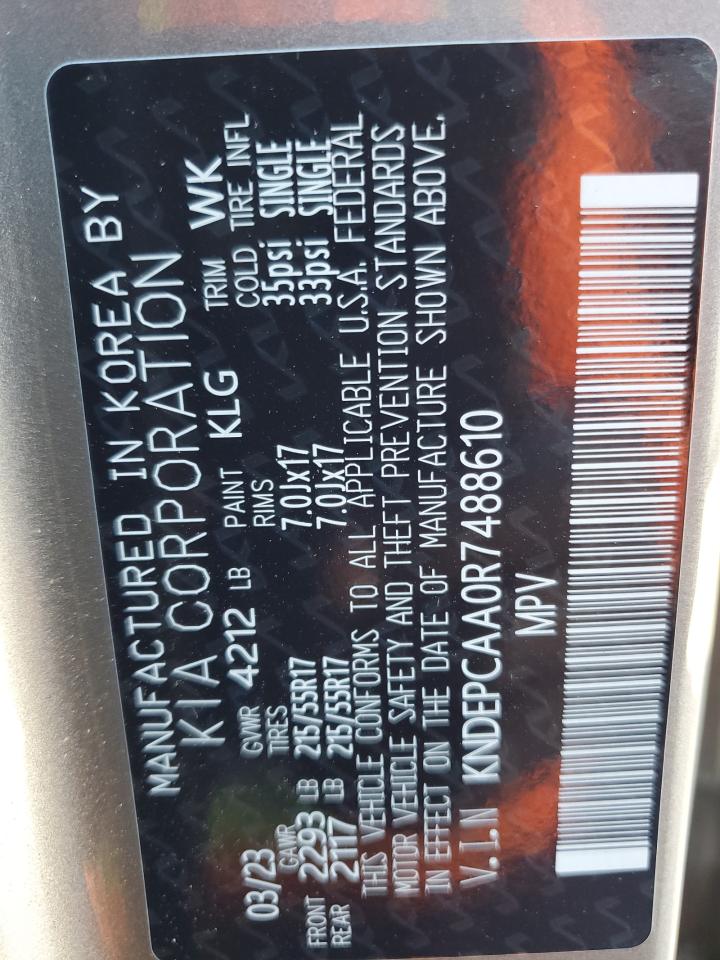 MANUFACTURED IN KOREA BY
KIA CORPORATION
03/23 GVWR 4212 LB PAINT KLG TRIM WK
GAWR TIRES RIMS COLD TIRE INFL
FRONT 2293 LB 215/55R17 7.0Jx17 35psi SINGLE
REAR 2117 LB 215/55R17 7.0Jx17 33psi SINGLE
THIS VEHICLE CONFORMS TO ALL APPLICABLE U.S.A. FEDERAL
MOTOR VEHICLE SAFETY AND THEFT PREVENTION STANDARDS
IN EFFECT ON THE DATE OF MANUFACTURE SHOWN ABOVE.
V.I.N KNDEPCAA0R7488610
MPV